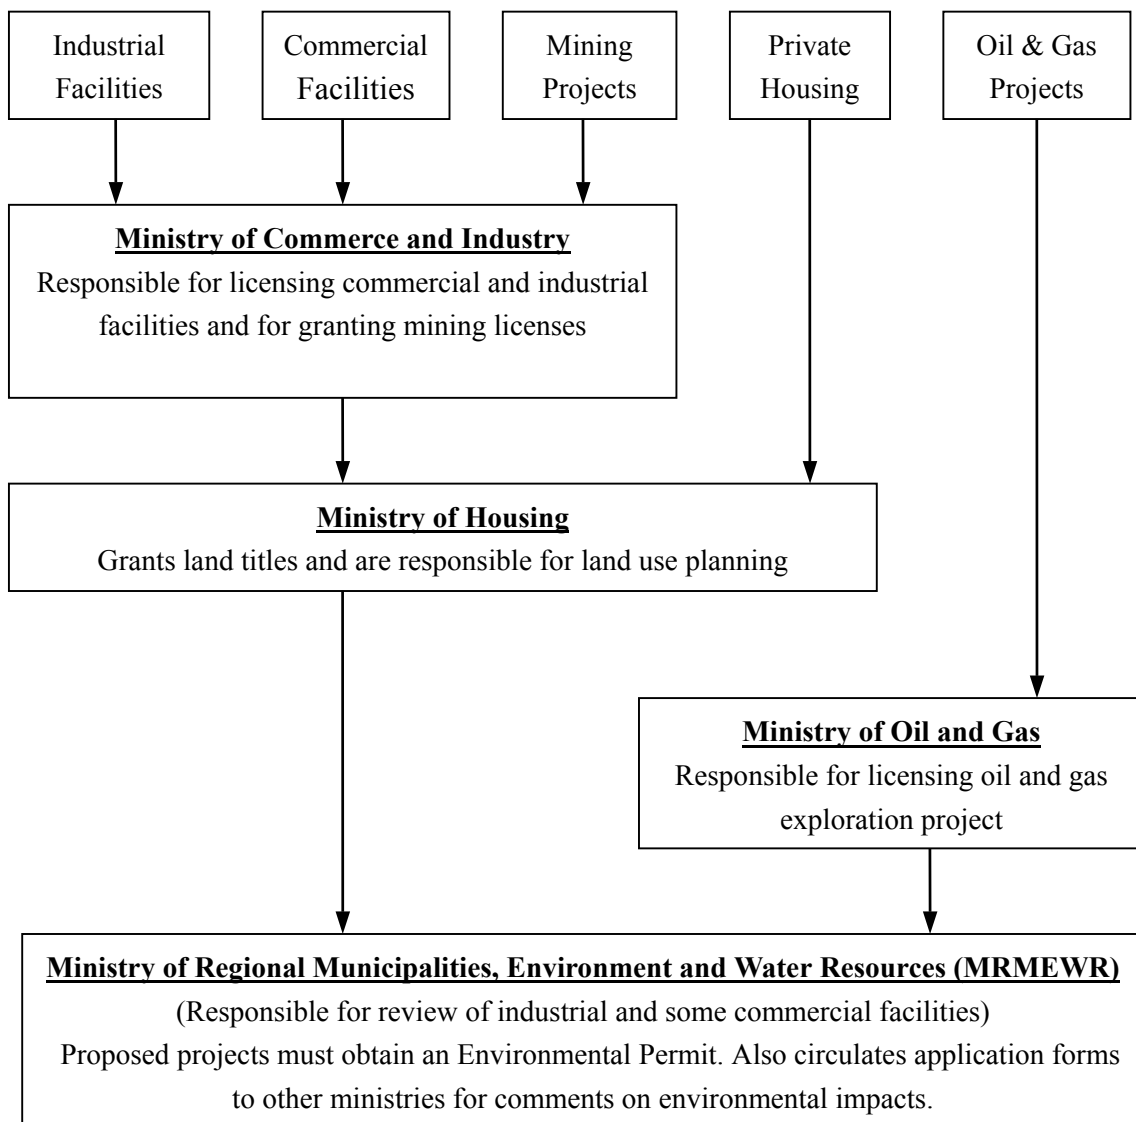 Industrial
Facilities
Commercial
Facilities
Mining
Projects
Private
Housing
Oil & Gas
Projects
Ministry of Commerce and Industry
Responsible for licensing commercial and industrial
facilities and for granting mining licenses
Ministry of Housing
Grants land titles and are responsible for land use planning
Ministry of Oil and Gas
Responsible for licensing oil and gas
exploration project
Ministry of Regional Municipalities, Environment and Water Resources (MRMEWR)
(Responsible for review of industrial and some commercial facilities)
Proposed projects must obtain an Environmental Permit. Also circulates application forms
to other ministries for comments on environmental impacts.